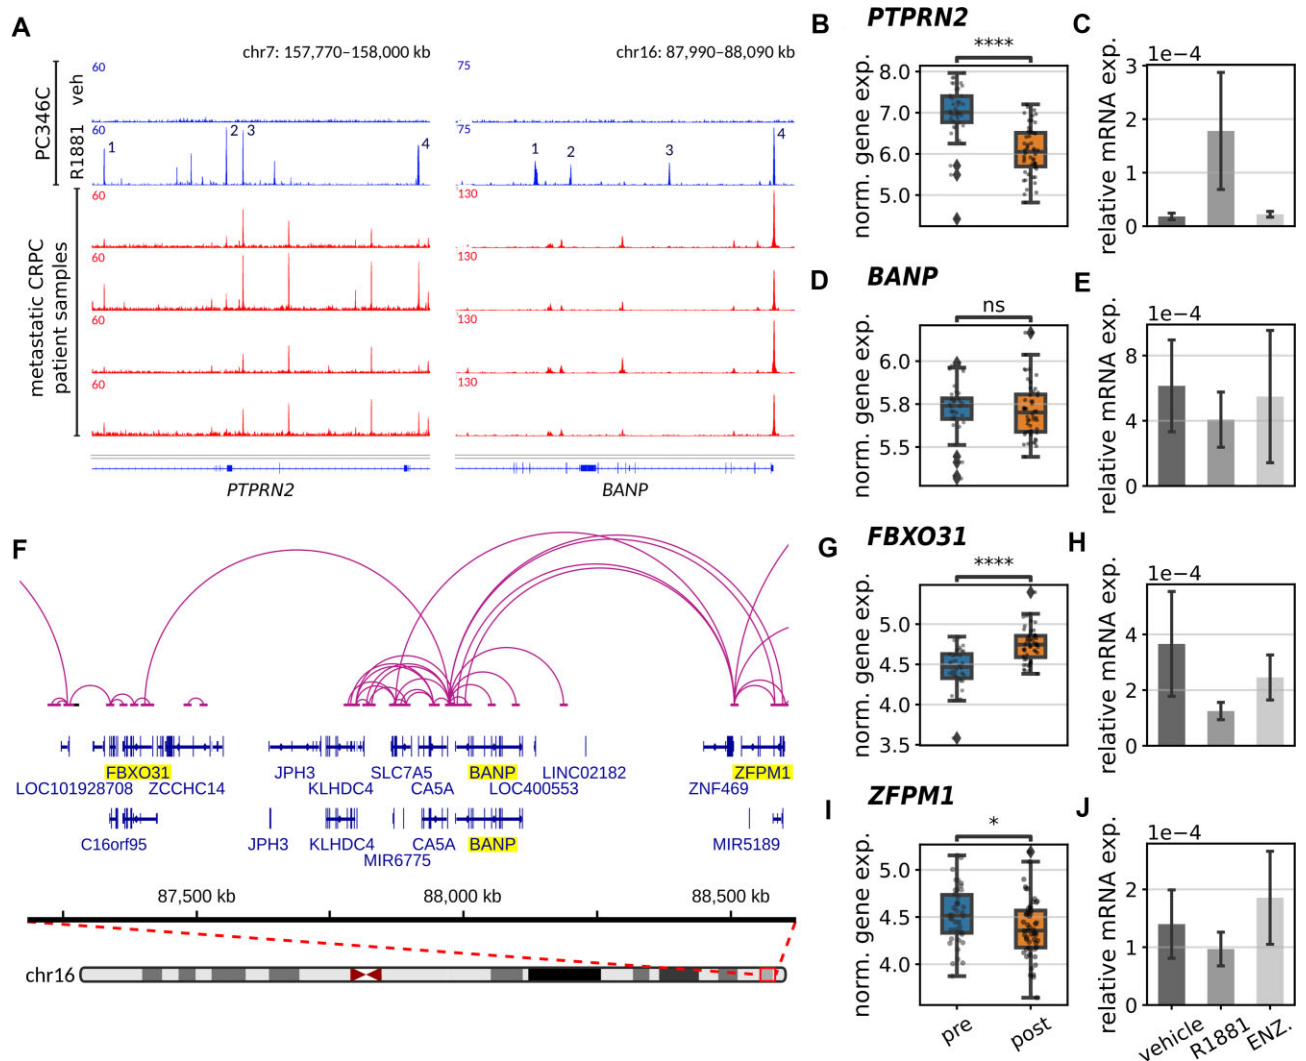 A
chr7: 157,770–158,000 kb
chr16: 87,990–88,090 kb
PC346C
veh
R1881
60
75
60
75
1
2
3
4
1
2
3
4
metastatic CRPC
patient samples
60
130
60
130
60
130
60
130
PTPRN2
BANP
B
PTPRN2
****
norm. gene exp.
8.0
7.0
6.0
5.0
C
1e−4
relative mRNA exp.
3
2
1
0
D
BANP
ns
norm. gene exp.
6.0
5.8
5.5
E
1e−4
relative mRNA exp.
8
4
0
F
FBXO31
BANP
ZFPM1
JPH3
SLC7A5
LINC02182
LOC101928708
ZCCHC14
KLHDC4
CA5A
LOC400553
ZNF469
C16orf95
JPH3
KLHDC4
CA5A
BANP
MIR5189
MIR6775
87,500 kb
88,000 kb
88,500 kb
chr16
G
FBXO31
****
norm. gene exp.
5.0
4.5
4.0
3.5
H
1e−4
relative mRNA exp.
4
2
0
I
ZFPM1
*
norm. gene exp.
5.0
4.5
4.0
pre
post
J
1e−4
relative mRNA exp.
2
1
0
vehicle
R1881
ENZ.